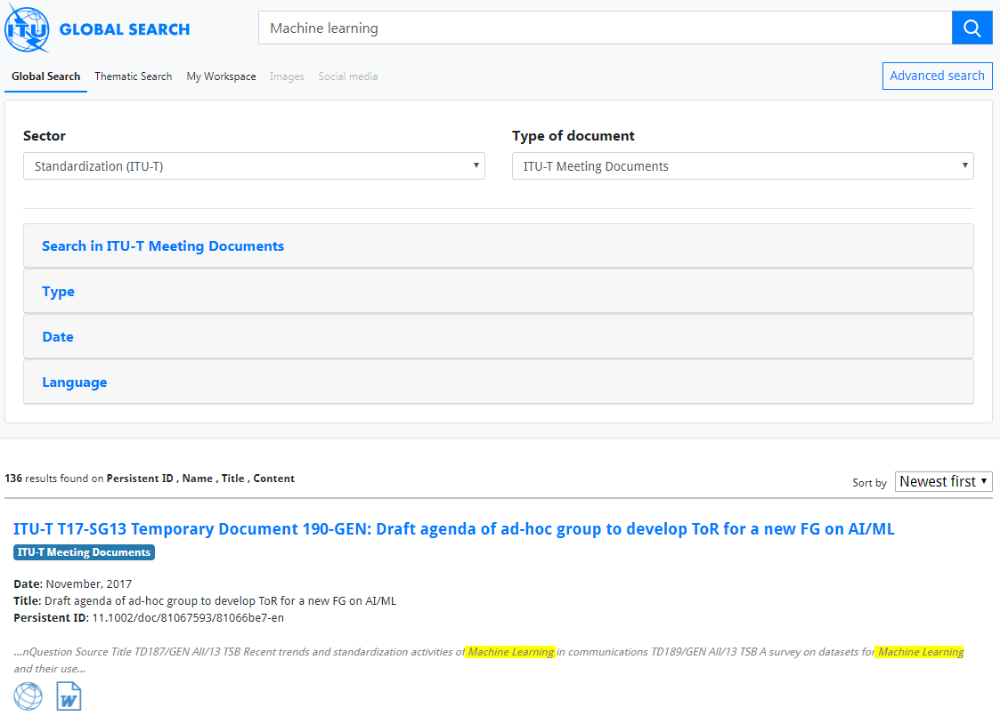 ITU GLOBAL SEARCH
Machine learning
Global Search Thematic Search My Workspace Images Social media
Advanced search
Sector
Standardization (ITU-T)
Type of document
ITU-T Meeting Documents
Search in ITU-T Meeting Documents
Type
Date
Language
136 results found on Persistent ID , Name , Title , Content
Sort by Newest first
ITU-T T17-SG13 Temporary Document 190-GEN: Draft agenda of ad-hoc group to develop ToR for a new FG on AI/ML
ITU-T Meeting Documents
Date: November, 2017
Title: Draft agenda of ad-hoc group to develop ToR for a new FG on AI/ML
Persistent ID: 11.1002/doc/81067593/81066be7-en
...nQuestion Source Title TD187/GEN All/13 TSB Recent trends and standardization activities of Machine Learning in communications TD189/GEN All/13 TSB A survey on datasets for Machine Learning
and their use...
W